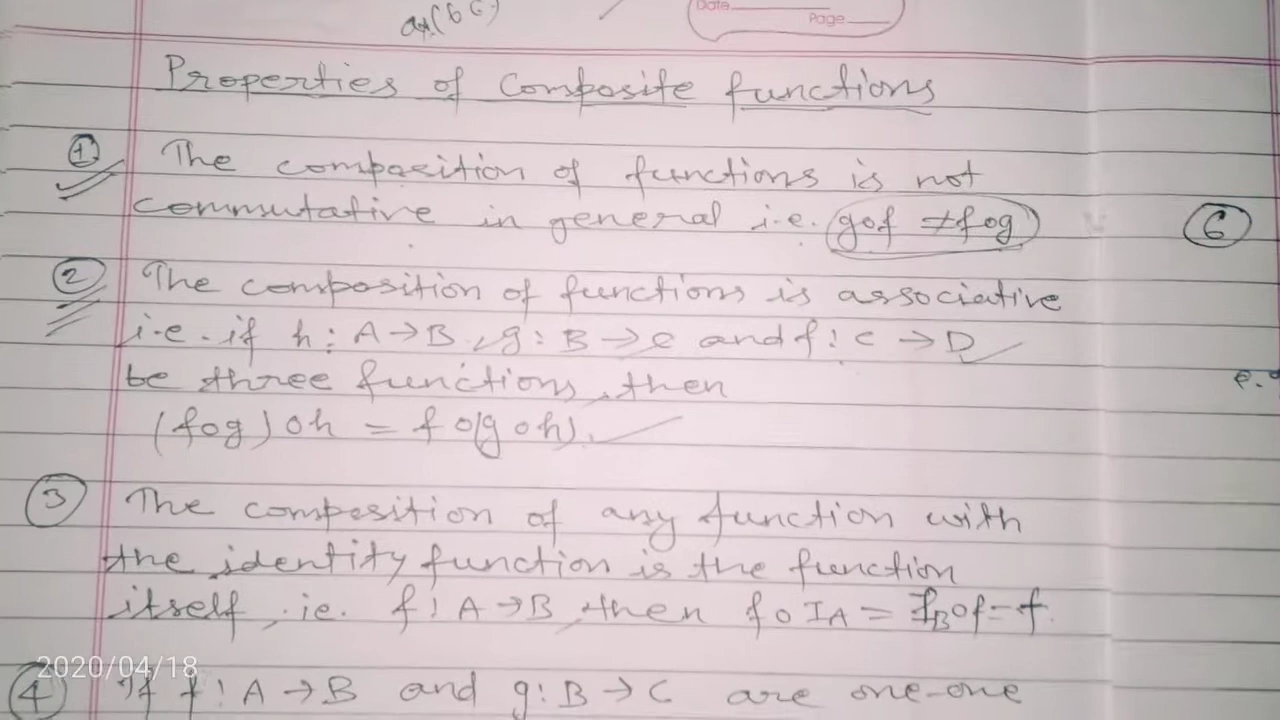 a*(b c)
Date
Page
Properties of Composite functions
1 The composition of functions is not
commutative in general i.e. gof ≠ fog
6
2 The composition of functions is associative
i.e. if h: A → B, g: B → C and f: C → D
be three functions, then
(fog) oh = fo(goh).
3 The composition of any function with
the identity function is the function
itself, ie. f: A → B, then foIA = IBof = f.
2020/04/18
4 If f: A → B and g: B → C are one-one